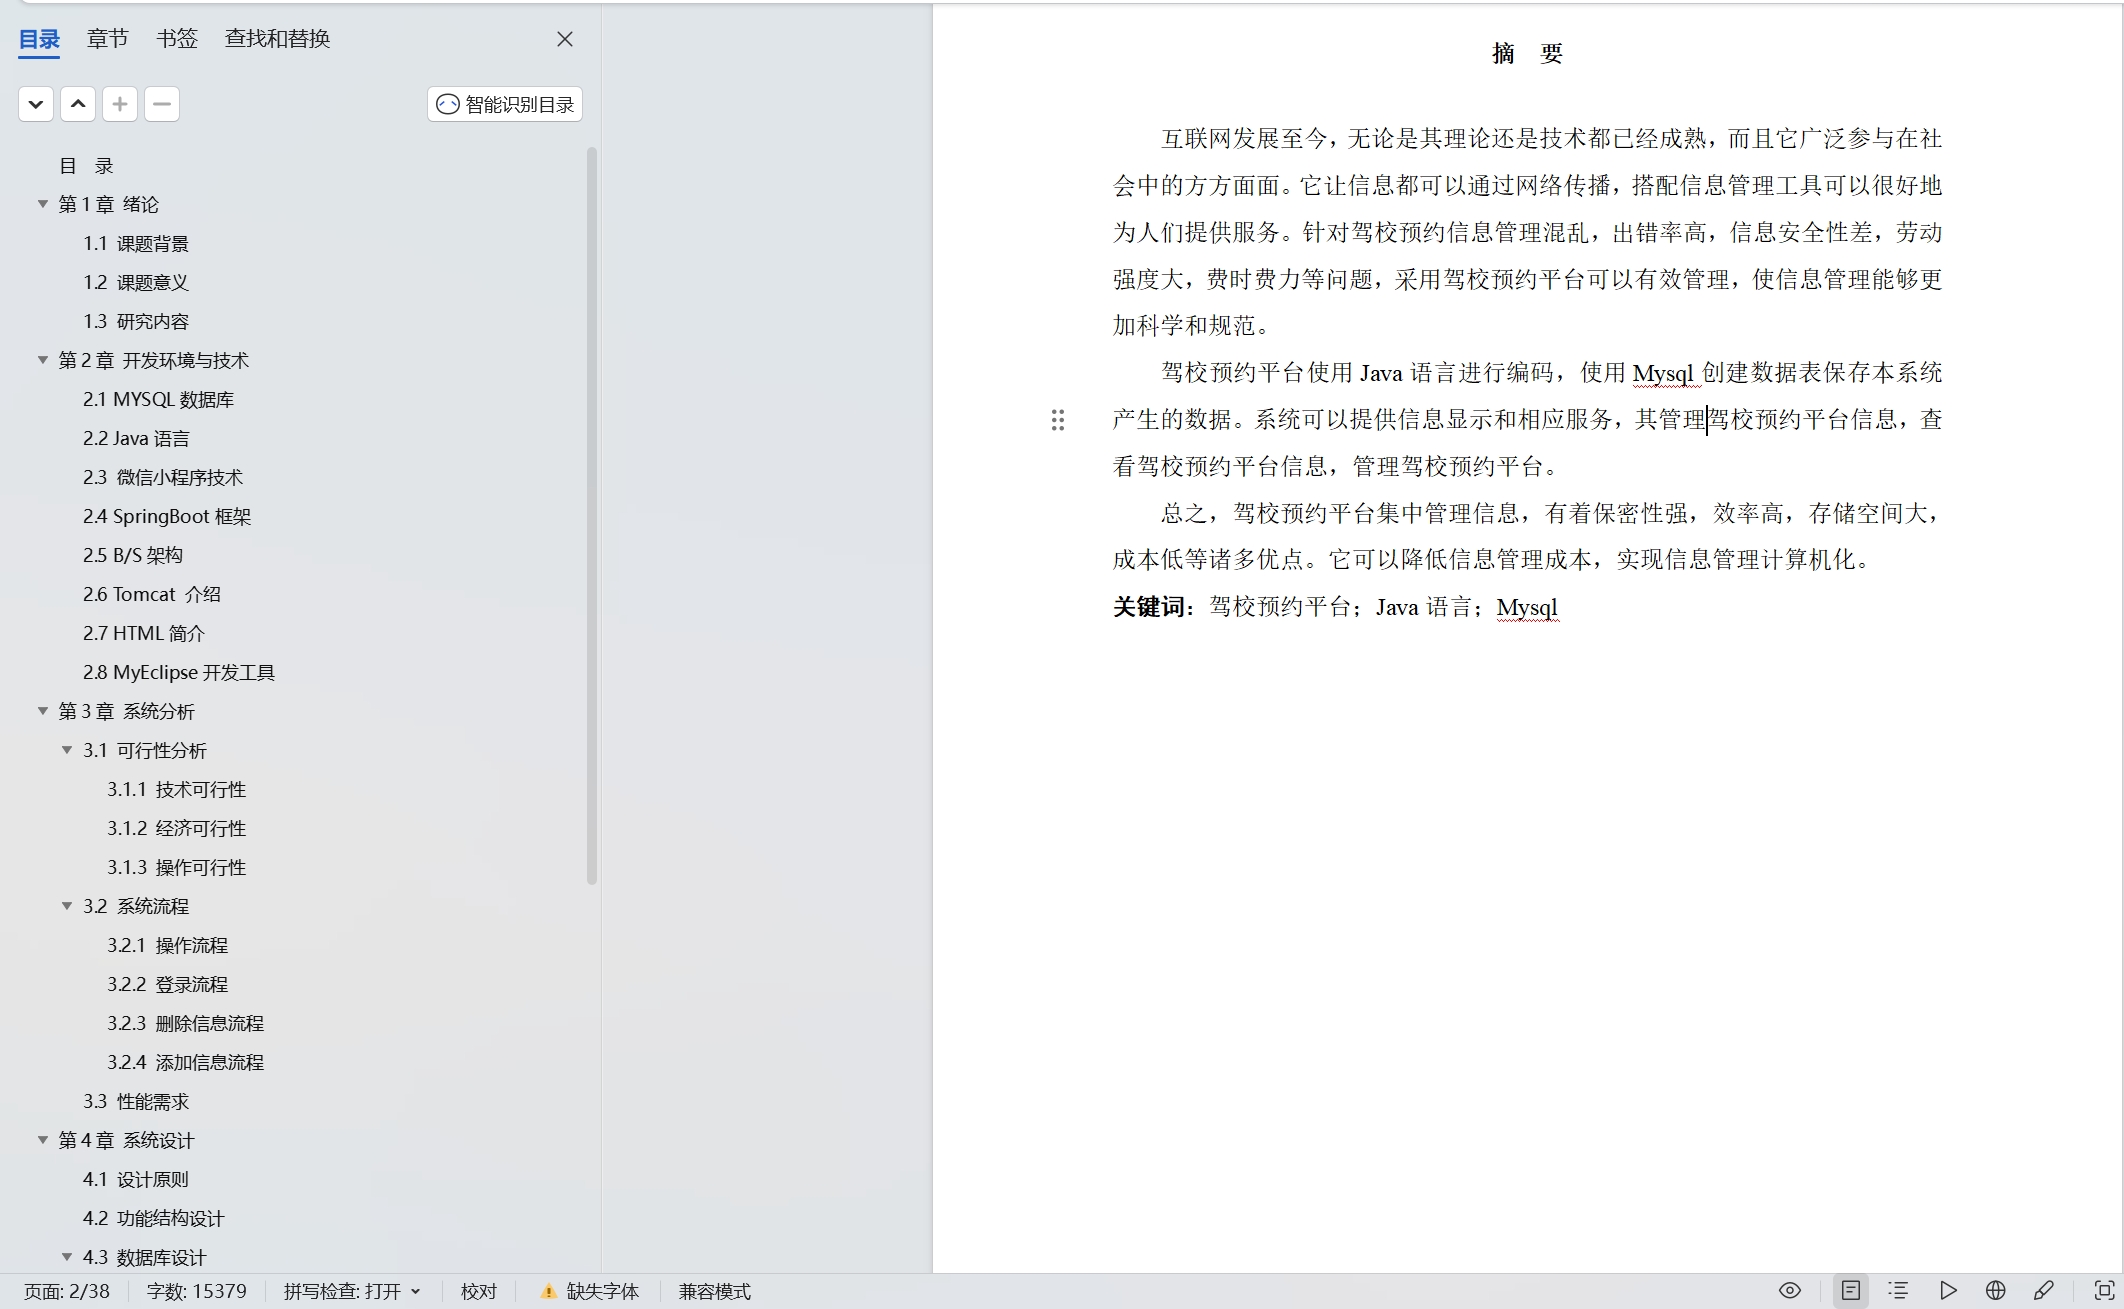 目录 章节 书签 查找和替换
智能识别目录
目 录
第1章 绪论
1.1 课题背景
1.2 课题意义
1.3 研究内容
第2章 开发环境与技术
2.1 MYSQL 数据库
2.2 Java 语言
2.3 微信小程序技术
2.4 SpringBoot 框架
2.5 B/S 架构
2.6 Tomcat 介绍
2.7 HTML 简介
2.8 MyEclipse 开发工具
第3章 系统分析
3.1 可行性分析
3.1.1 技术可行性
3.1.2 经济可行性
3.1.3 操作可行性
3.2 系统流程
3.2.1 操作流程
3.2.2 登录流程
3.2.3 删除信息流程
3.2.4 添加信息流程
3.3 性能需求
第4章 系统设计
4.1 设计原则
4.2 功能结构设计
4.3 数据库设计
摘 要
互联网发展至今，无论是其理论还是技术都已经成熟，而且它广泛参与在社
会中的方方面面。它让信息都可以通过网络传播，搭配信息管理工具可以很好地
为人们提供服务。针对驾校预约信息管理混乱，出错率高，信息安全性差，劳动
强度大，费时费力等问题，采用驾校预约平台可以有效管理，使信息管理能够更
加科学和规范。
驾校预约平台使用 Java 语言进行编码，使用 Mysql 创建数据表保存本系统
产生的数据。系统可以提供信息显示和相应服务，其管理驾校预约平台信息，查
看驾校预约平台信息，管理驾校预约平台。
总之，驾校预约平台集中管理信息，有着保密性强，效率高，存储空间大，
成本低等诸多优点。它可以降低信息管理成本，实现信息管理计算机化。
关键词：驾校预约平台；Java 语言；Mysql
页面: 2/38 字数: 15379 拼写检查: 打开 校对 缺失字体 兼容模式